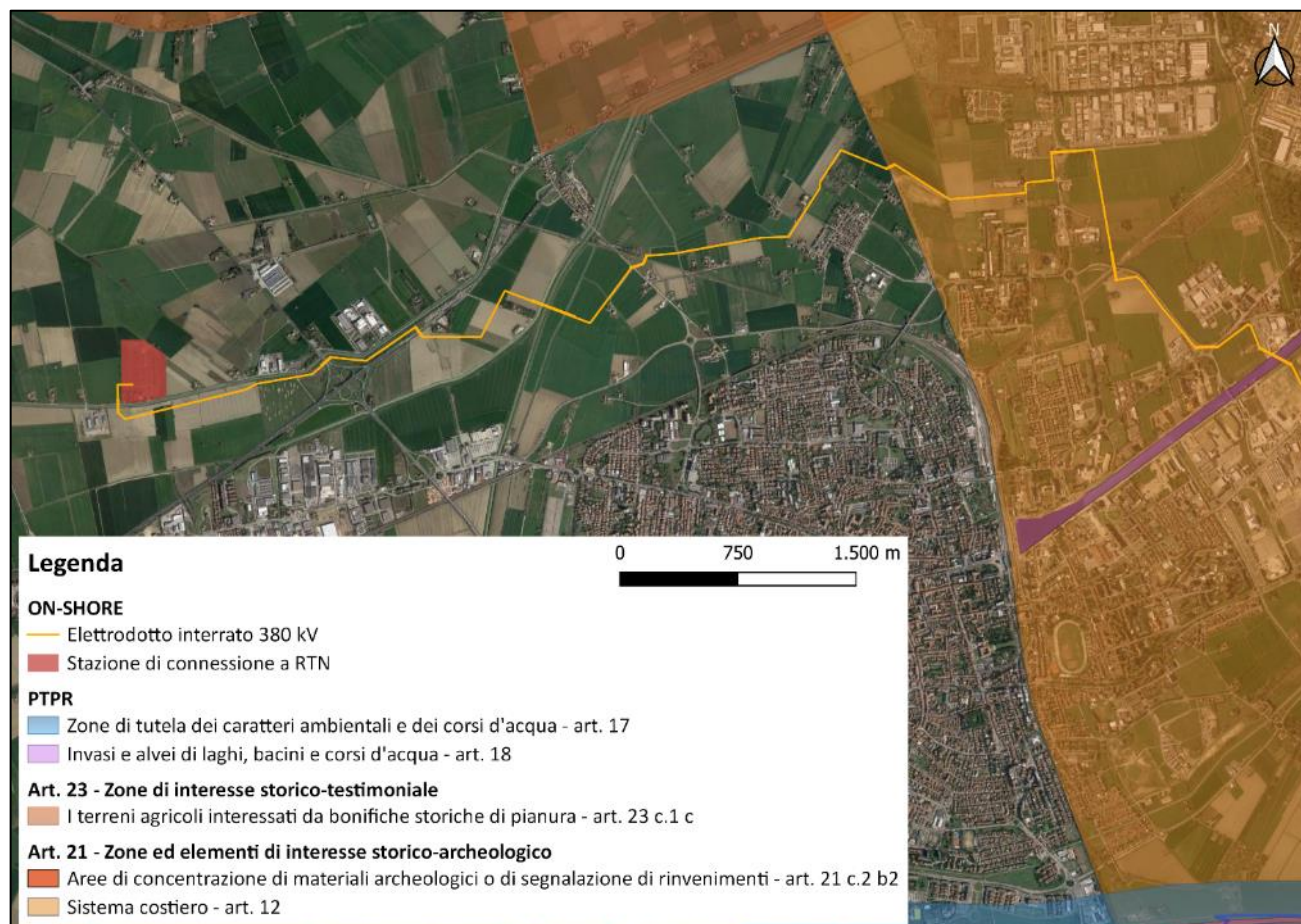 N
Legenda
0 750 1.500 m
ON-SHORE
Elettrodotto interrato 380 kV
Stazione di connessione a RTN
PTPR
Zone di tutela dei caratteri ambientali e dei corsi d'acqua - art. 17
Invasi e alvei di laghi, bacini e corsi d'acqua - art. 18
Art. 23 - Zone di interesse storico-testimoniale
I terreni agricoli interessati da bonifiche storiche di pianura - art. 23 c.1 c
Art. 21 - Zone ed elementi di interesse storico-archeologico
Aree di concentrazione di materiali archeologici o di segnalazione di rinvenimenti - art. 21 c.2 b2
Sistema costiero - art. 12